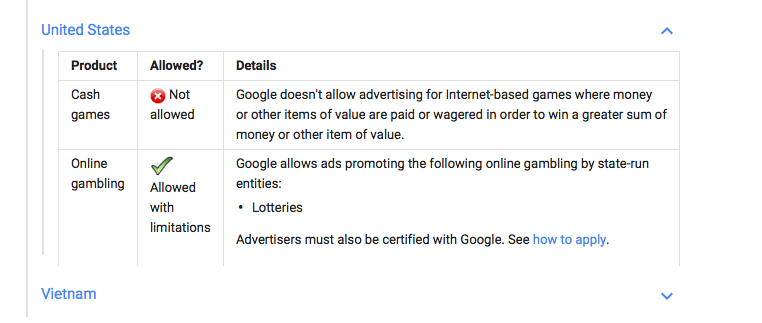 United States
Product Allowed? Details
Cash games
Not allowed
Google doesn't allow advertising for Internet-based games where money
or other items of value are paid or wagered in order to win a greater sum of
money or other item of value.
Online
gambling
Allowed
with
limitations
Google allows ads promoting the following online gambling by state-run
entities:
• Lotteries
Advertisers must also be certified with Google. See how to apply.
Vietnam